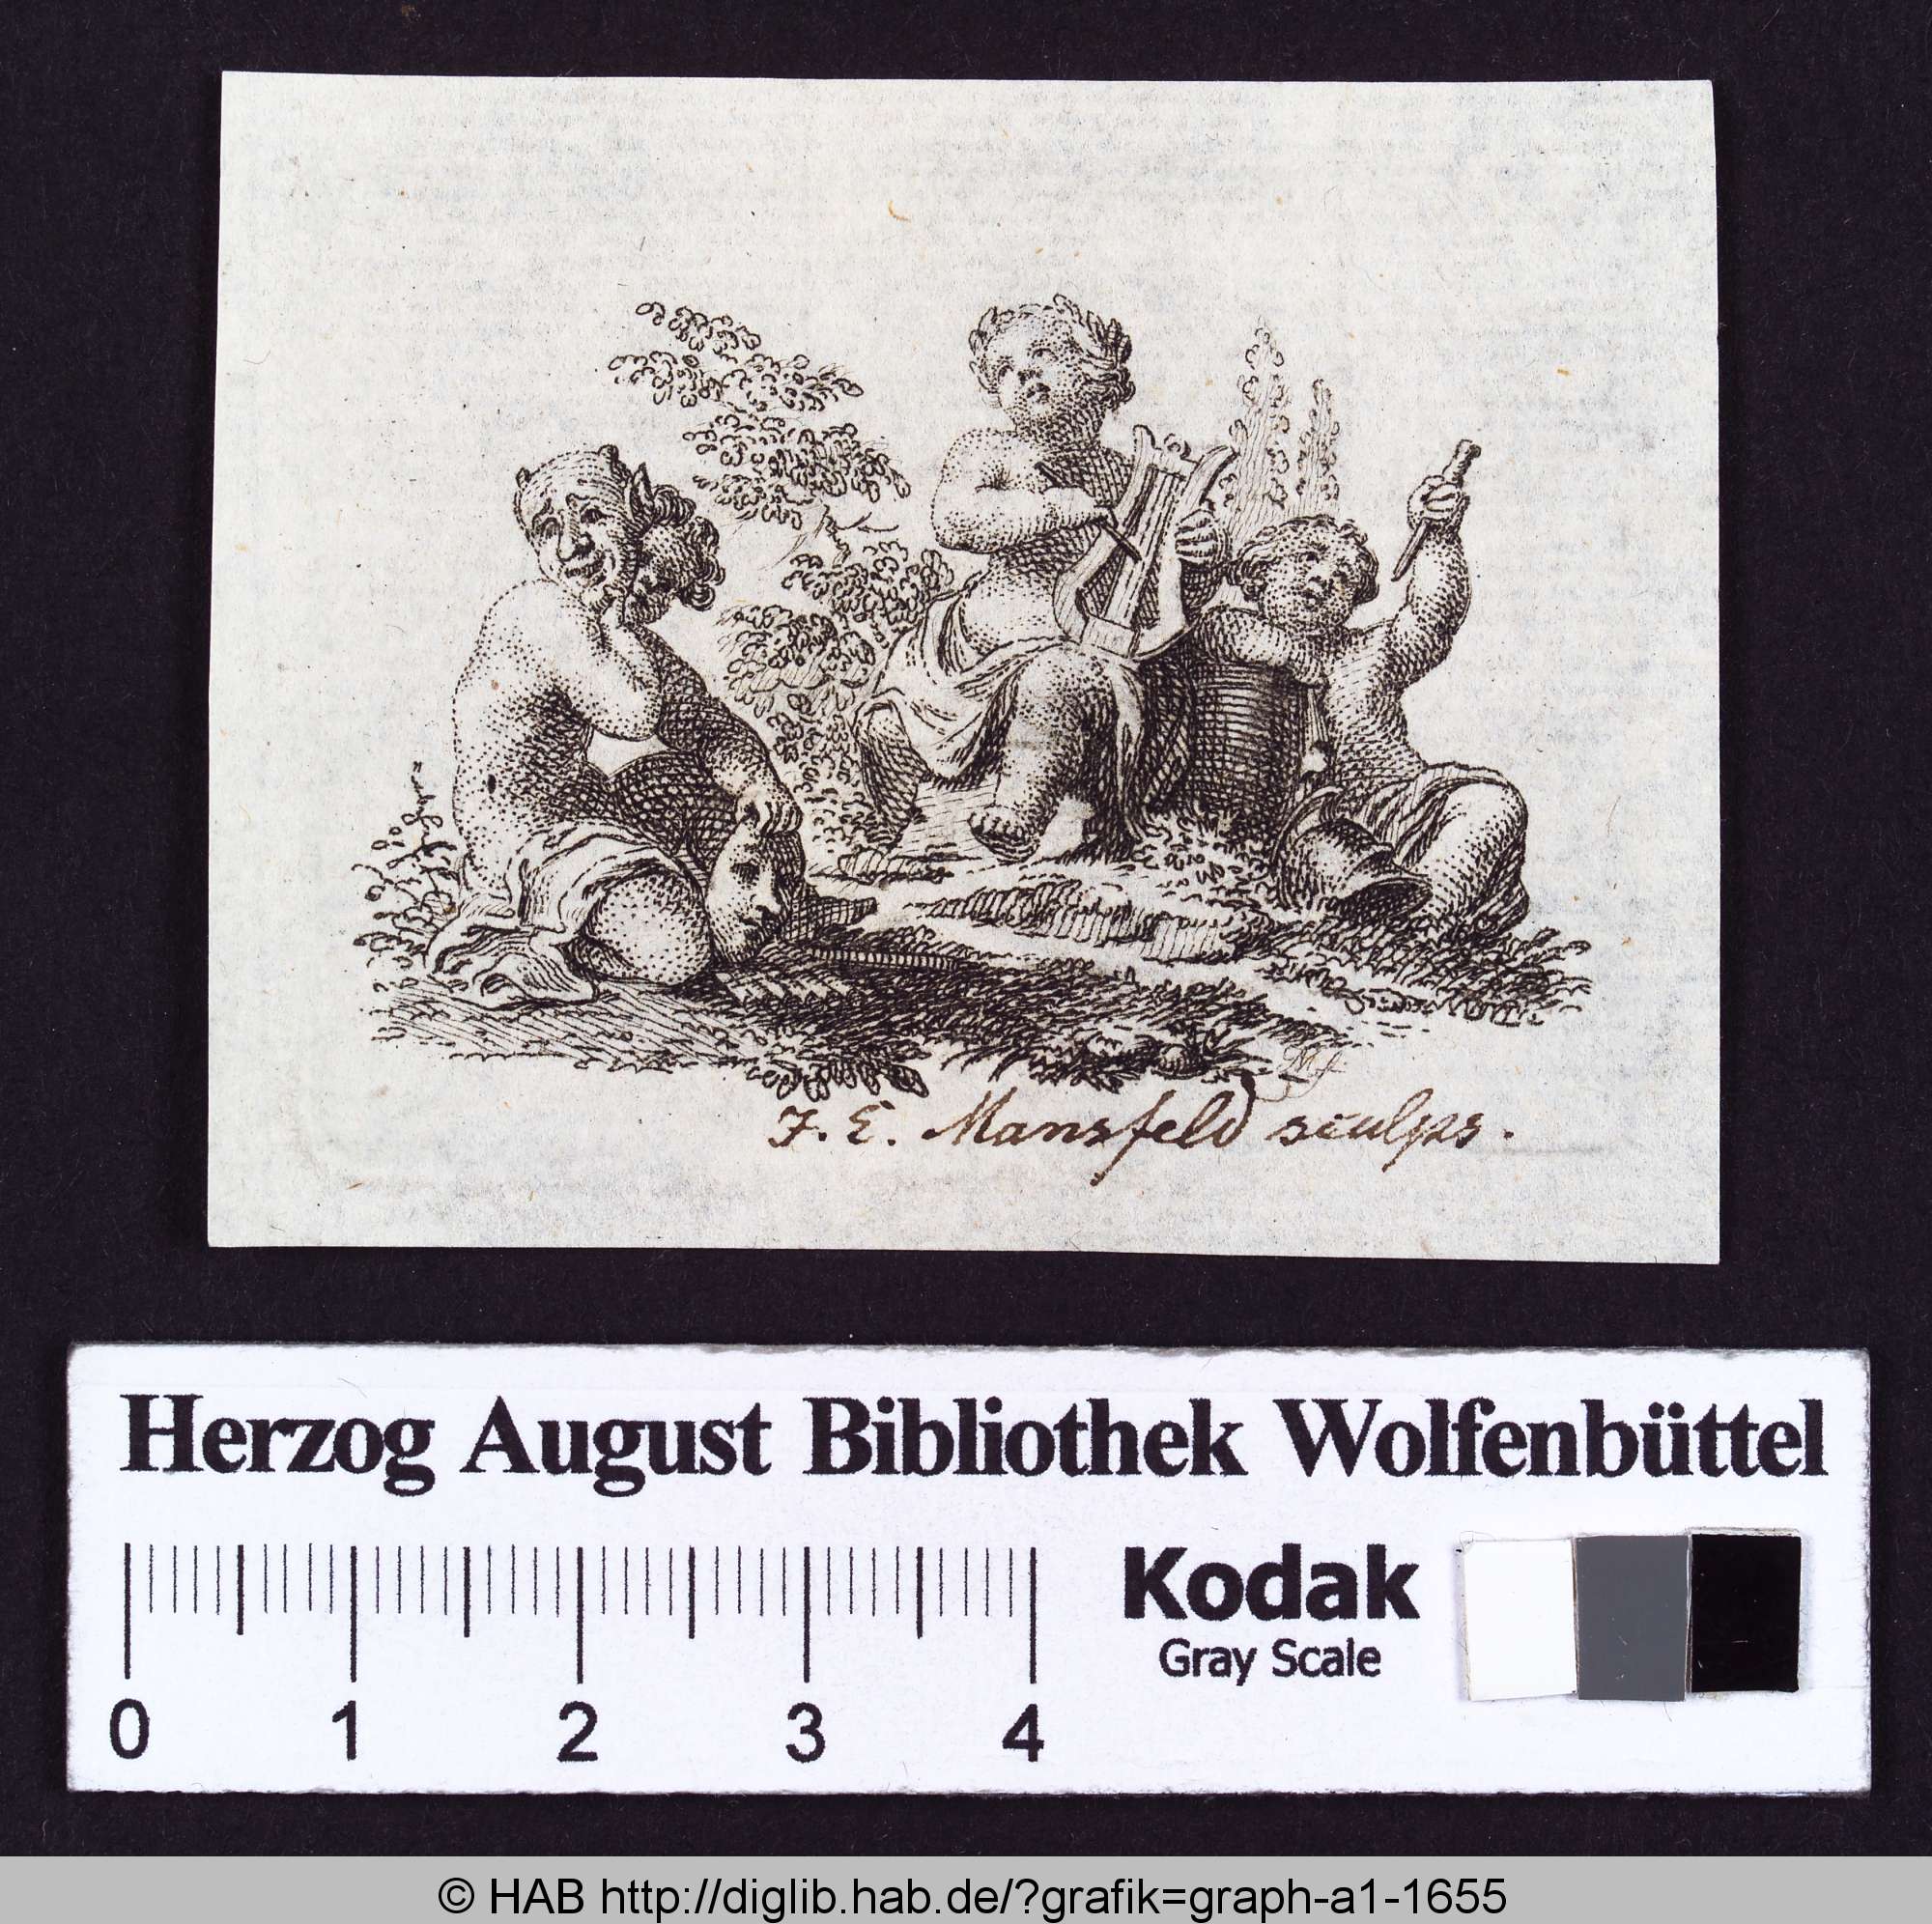 J. E. Mansfeld sculps.
Herzog August Bibliothek Wolfenbüttel
0 1 2 3 4
Kodak
Gray Scale
© HAB http://diglib.hab.de/?grafik=graph-a1-1655